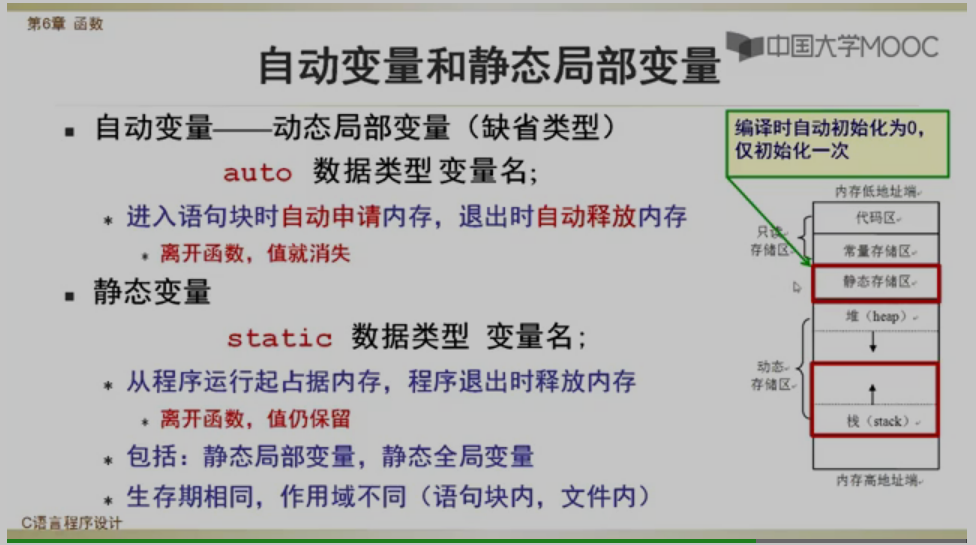 第6章 函数
中国大学MOOC
自动变量和静态局部变量
自动变量——动态局部变量（缺省类型）
auto 数据类型 变量名;
* 进入语句块时自动申请内存，退出时自动释放内存
* 离开函数，值就消失
静态变量
static 数据类型 变量名;
* 从程序运行起占据内存，程序退出时释放内存
* 离开函数，值仍保留
* 包括：静态局部变量，静态全局变量
* 生存期相同，作用域不同（语句块内，文件内）
编译时自动初始化为0，
仅初始化一次
内存低地址端
代码区
只读
存储区
常量存储区
静态存储区
堆（heap）
动态
存储区
栈（stack）
内存高地址端
C语言程序设计